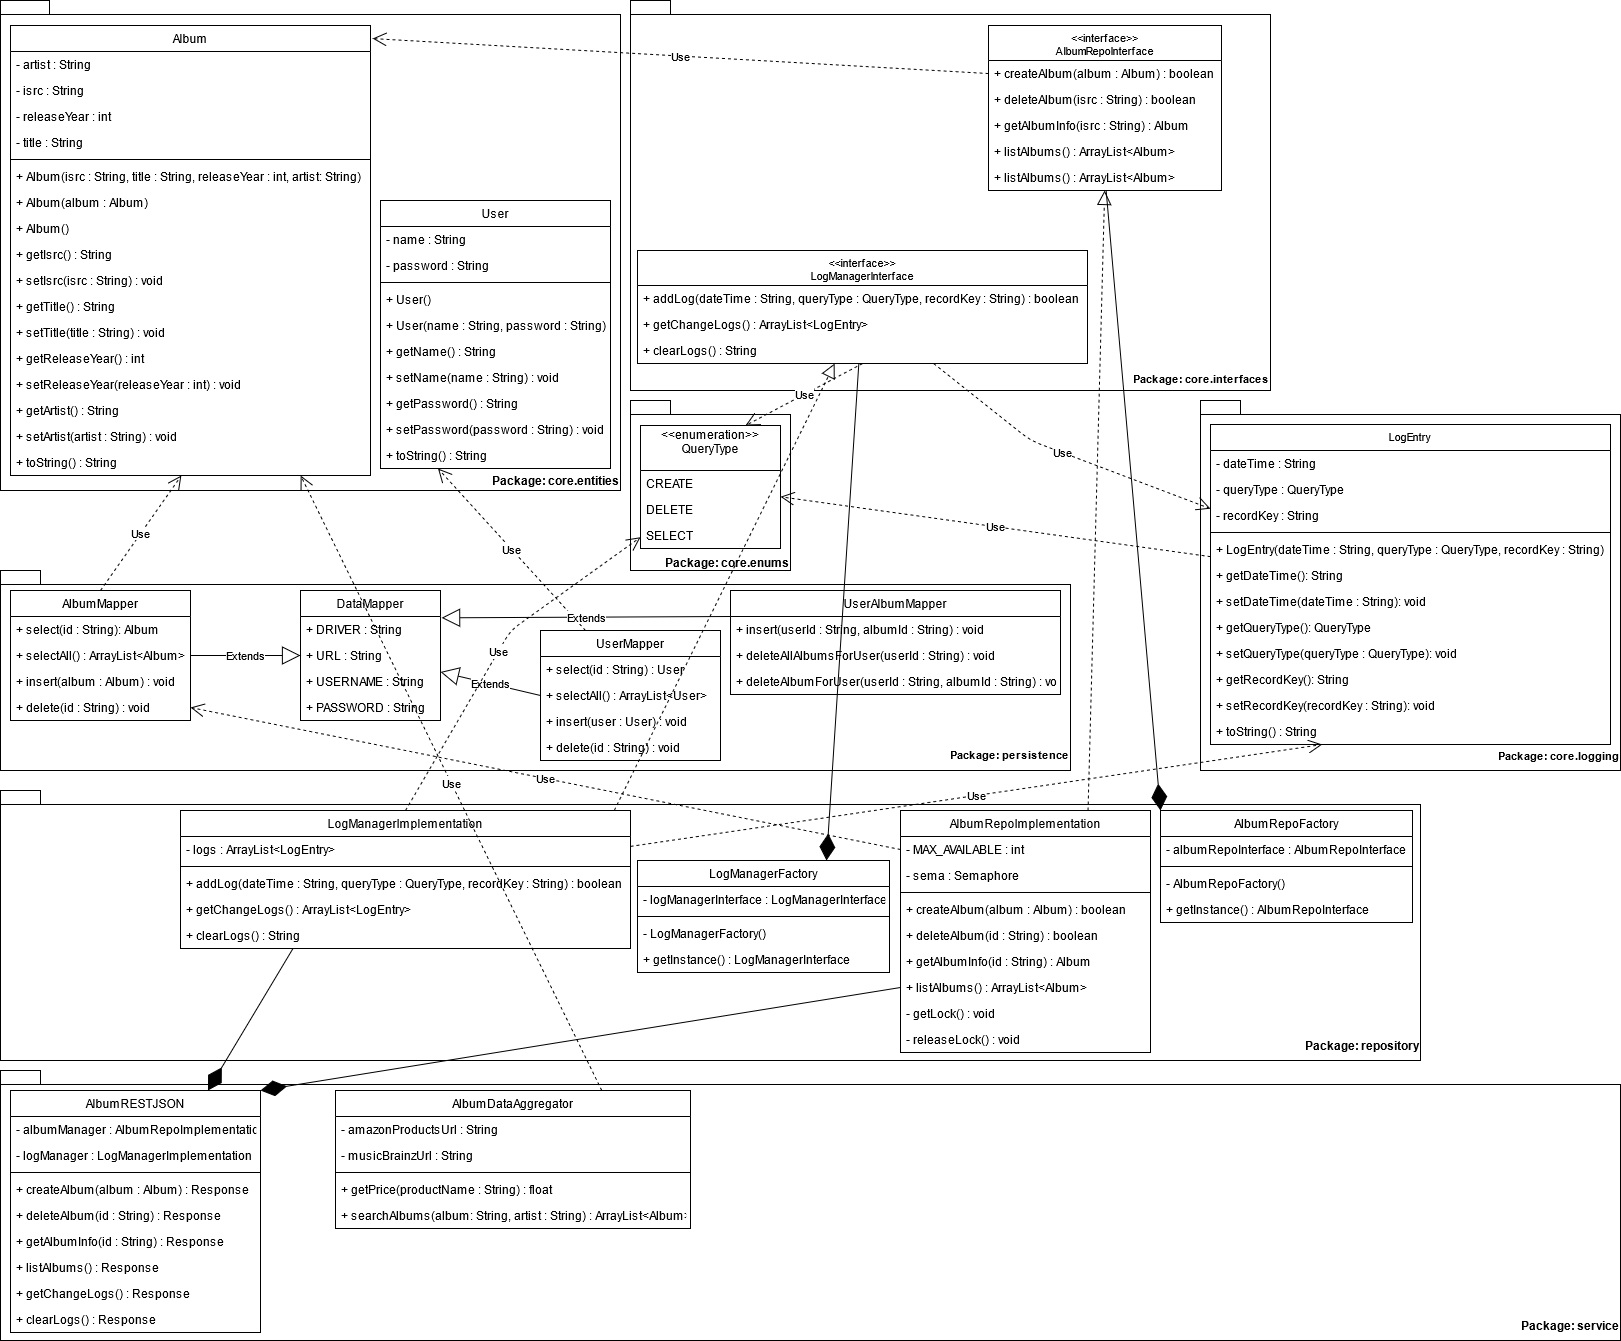 Album
- artist : String
- isrc : String
- releaseYear : int
- title : String
+ Album(isrc : String, title : String, releaseYear : int, artist: String)
+ Album(album : Album)
+ Album()
+ getIsrc() : String
+ setIsrc(isrc : String) : void
+ getTitle() : String
+ setTitle(title : String) : void
+ getReleaseYear() : int
+ setReleaseYear(releaseYear : int) : void
+ getArtist() : String
+ setArtist(artist : String) : void
+ toString() : String
User
- name : String
- password : String
+ User()
+ User(name : String, password : String)
+ getName() : String
+ setName(name : String) : void
+ getPassword() : String
+ setPassword(password : String) : void
+ toString() : String
Package: core.entities
Use
<<interface>>
AlbumRepoInterface
+ createAlbum(album : Album) : boolean
+ deleteAlbum(isrc : String) : boolean
+ getAlbumInfo(isrc : String) : Album
+ listAlbums() : ArrayList<Album>
+ listAlbums() : ArrayList<Album>
<<interface>>
LogManagerInterface
+ addLog(dateTime : String, queryType : QueryType, recordKey : String) : boolean
+ getChangeLogs() : ArrayList<LogEntry>
+ clearLogs() : String
Package: core.interfaces
Use
<<enumeration>>
QueryType
CREATE
DELETE
SELECT
Package: core.enums
Use
Use
LogEntry
- dateTime : String
- queryType : QueryType
- recordKey : String
+ LogEntry(dateTime : String, queryType : QueryType, recordKey : String)
+ getDateTime(): String
+ setDateTime(dateTime : String): void
+ getQueryType(): QueryType
+ setQueryType(queryType : QueryType): void
+ getRecordKey(): String
+ setRecordKey(recordKey : String): void
+ toString() : String
Package: core.logging
Use
Use
AlbumMapper
+ select(id : String): Album
+ selectAll() : ArrayList<Album>
+ insert(album : Album) : void
+ delete(id : String) : void
Extends
DataMapper
+ DRIVER : String
+ URL : String
+ USERNAME : String
+ PASSWORD : String
Extends
Use
Extends
UserMapper
+ select(id : String) : User
+ selectAll() : ArrayList<User>
+ insert(user : User) : void
+ delete(id : String) : void
UserAlbumMapper
+ insert(userId : String, albumId : String) : void
+ deleteAllAlbumsForUser(userId : String) : void
+ deleteAlbumForUser(userId : String, albumId : String) : vo
Package: persistence
Use
Use
Use
LogManagerImplementation
- logs : ArrayList<LogEntry>
+ addLog(dateTime : String, queryType : QueryType, recordKey : String) : boolean
+ getChangeLogs() : ArrayList<LogEntry>
+ clearLogs() : String
LogManagerFactory
- logManagerInterface : LogManagerInterface
- LogManagerFactory()
+ getInstance() : LogManagerInterface
AlbumRepoImplementation
- MAX_AVAILABLE : int
- sema : Semaphore
+ createAlbum(album : Album) : boolean
+ deleteAlbum(id : String) : boolean
+ getAlbumInfo(id : String) : Album
+ listAlbums() : ArrayList<Album>
- getLock() : void
- releaseLock() : void
AlbumRepoFactory
- albumRepoInterface : AlbumRepoInterface
- AlbumRepoFactory()
+ getInstance() : AlbumRepoInterface
Package: repository
AlbumRESTJSON
- albumManager : AlbumRepoImplementatic
- logManager : LogManagerImplementation
+ createAlbum(album : Album) : Response
+ deleteAlbum(id : String) : Response
+ getAlbumInfo(id : String) : Response
+ listAlbums() : Response
+ getChangeLogs() : Response
+ clearLogs() : Response
AlbumDataAggregator
- amazonProductsUrl : String
- musicBrainzUrl : String
+ getPrice(productName : String) : float
+ searchAlbums(album: String, artist : String) : ArrayList<Album>
Package: service